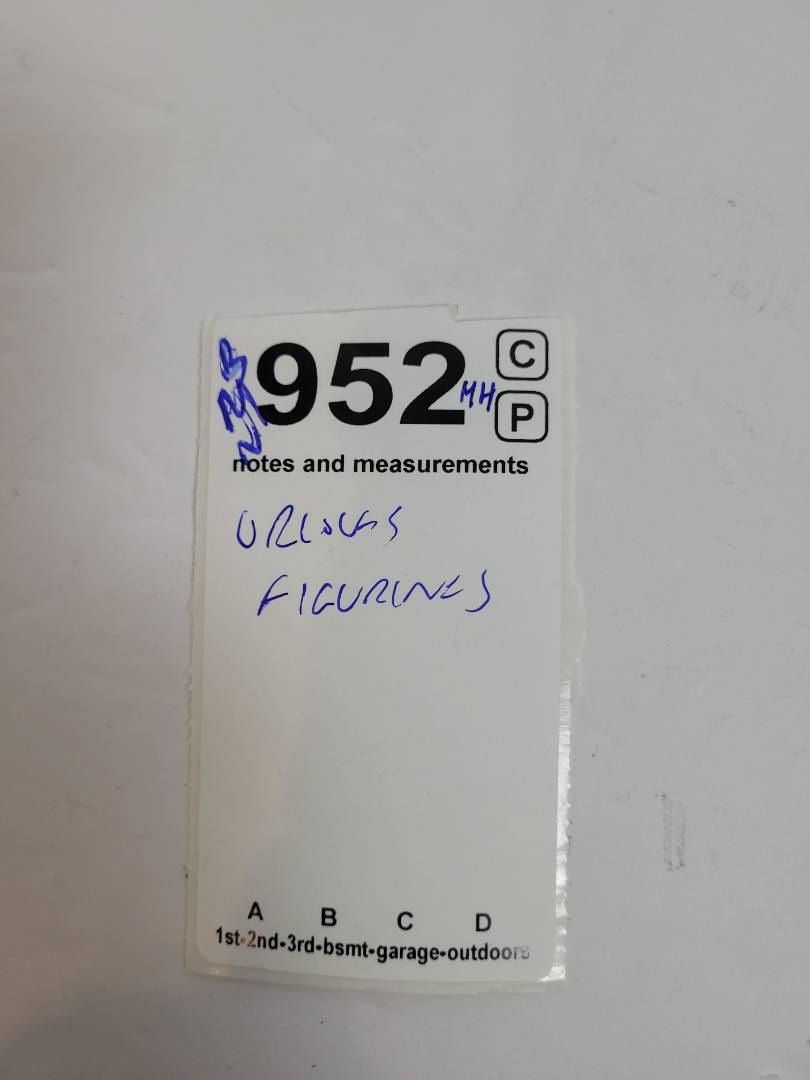 952
MH
C
P
notes and measurements
FIGURINES
A B C D
1st-2nd-3rd-bsmt-garage-outdoors